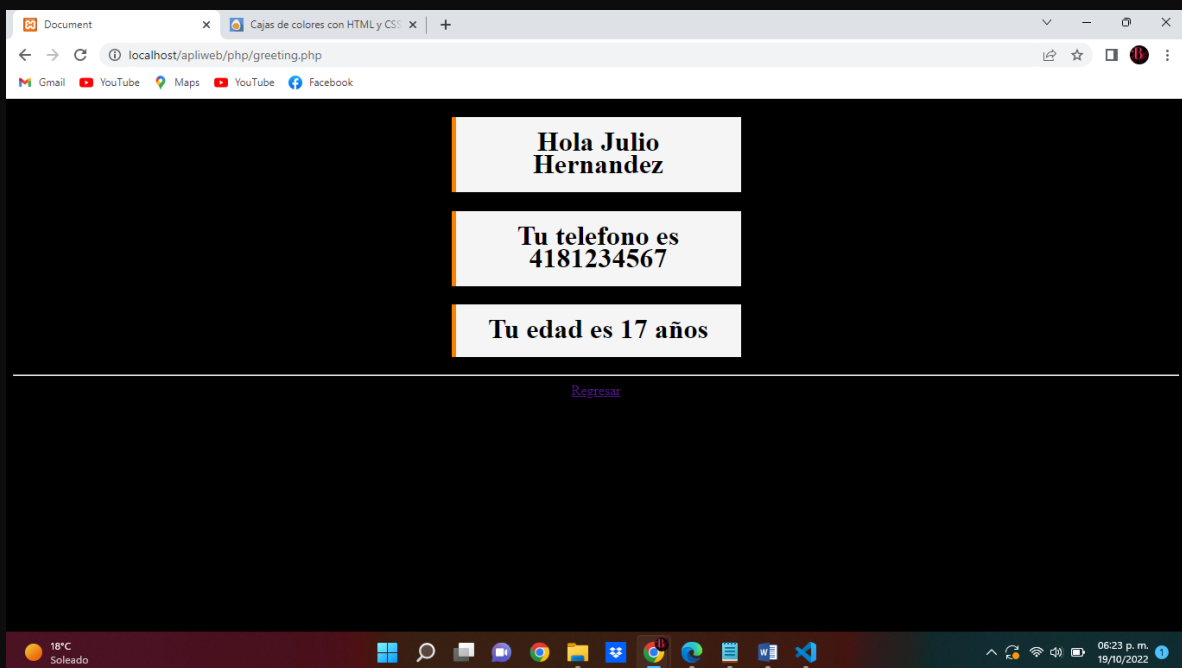 Document
Cajas de colores con HTML y CSS
localhost/apliweb/php/greeting.php
Gmail YouTube Maps YouTube Facebook
Hola Julio
Hernandez
Tu telefono es
4181234567
Tu edad es 17 años
Regresar
18°C
Soleado
06:23 p. m.
19/10/2022
1